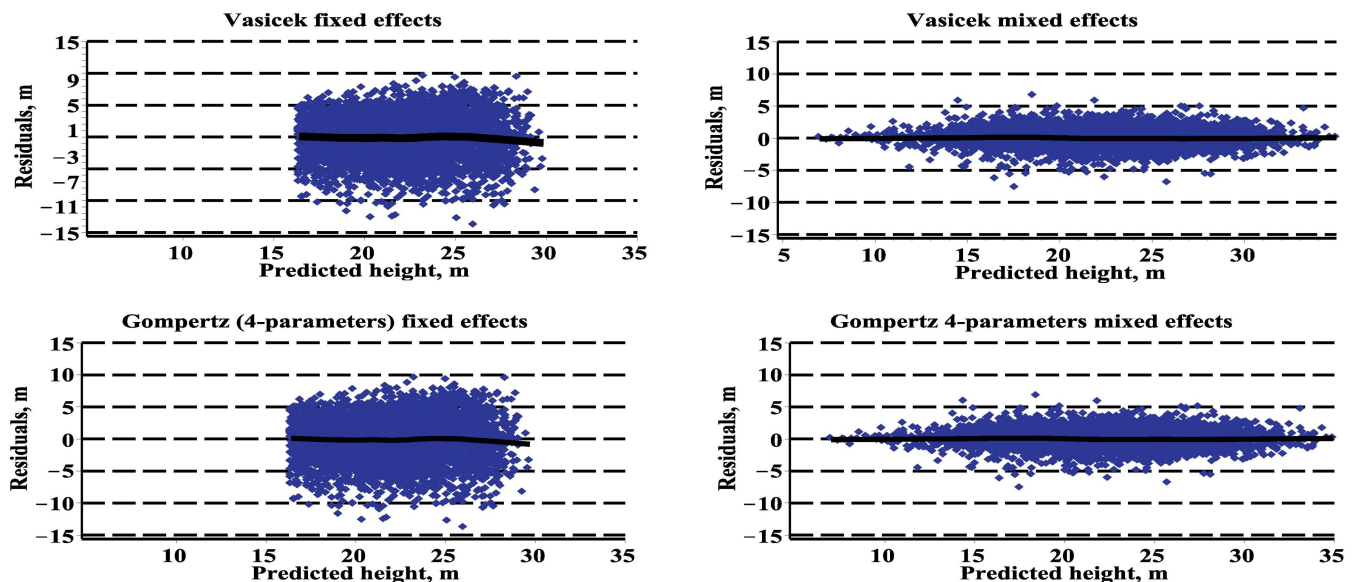 Vasicek fixed effects
Residuals, m
15
9
5
1
−3
−7
−11
−15
10 15 20 25 30 35
Predicted height, m
Vasicek mixed effects
Residuals, m
15
10
5
0
−5
−10
−15
5 10 15 20 25 30
Predicted height, m
Gompertz (4-parameters) fixed effects
Residuals, m
15
10
5
0
−5
−10
−15
10 15 20 25 30 35
Predicted height, m
Gompertz 4-parameters mixed effects
Residuals, m
15
10
5
0
−5
−10
−15
10 15 20 25 30 35
Predicted height, m